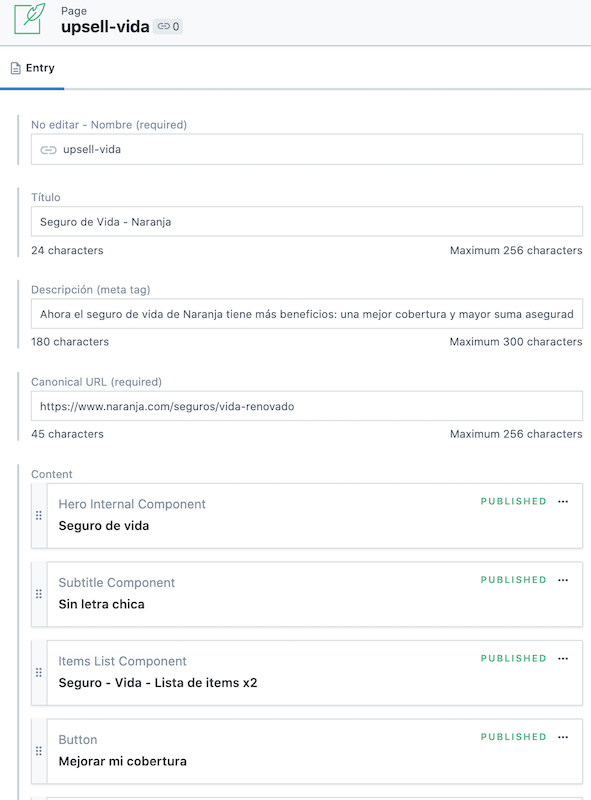 Page
upsell-vida 0
Entry
No editar - Nombre (required)
upsell-vida
Título
Seguro de Vida - Naranja
24 characters Maximum 256 characters
Descripción (meta tag)
Ahora el seguro de vida de Naranja tiene más beneficios: una mejor cobertura y mayor suma asegurad
180 characters Maximum 300 characters
Canonical URL (required)
https://www.naranja.com/seguros/vida-renovado
45 characters Maximum 256 characters
Content
Hero Internal Component PUBLISHED ...
Seguro de vida
Subtitle Component PUBLISHED ...
Sin letra chica
Items List Component PUBLISHED ...
Seguro - Vida - Lista de items x2
Button PUBLISHED ...
Mejorar mi cobertura